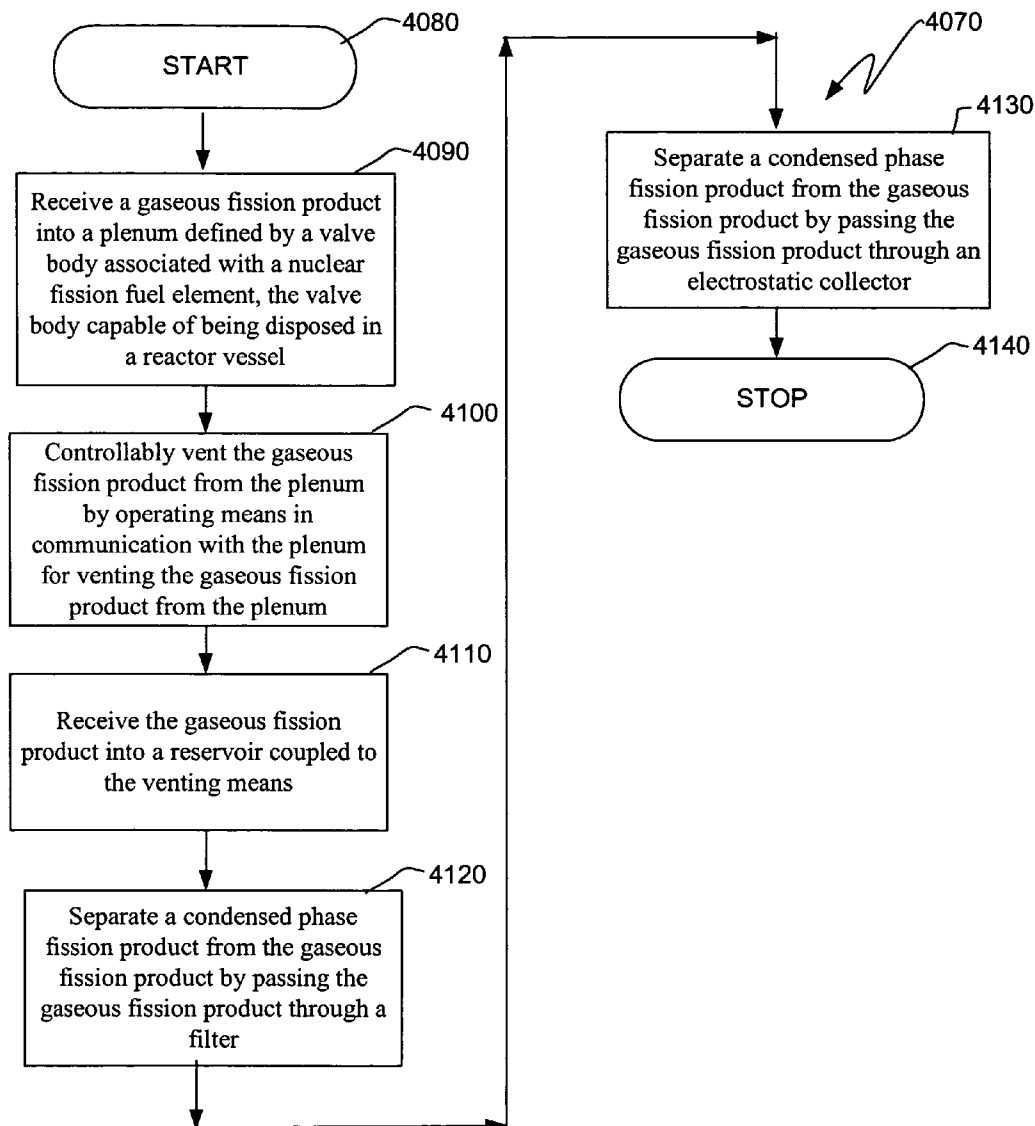 4080
START
4090
Receive a gaseous fission product
into a plenum defined by a valve
body associated with a nuclear
fission fuel element, the valve
body capable of being disposed in
a reactor vessel
4100
Controllably vent the gaseous
fission product from the plenum
by operating means in
communication with the plenum
for venting the gaseous fission
product from the plenum
4110
Receive the gaseous fission
product into a reservoir coupled to
the venting means
4120
Separate a condensed phase
fission product from the gaseous
fission product by passing the
gaseous fission product through a
filter
4070
4130
Separate a condensed phase
fission product from the gaseous
fission product by passing the
gaseous fission product through an
electrostatic collector
4140
STOP